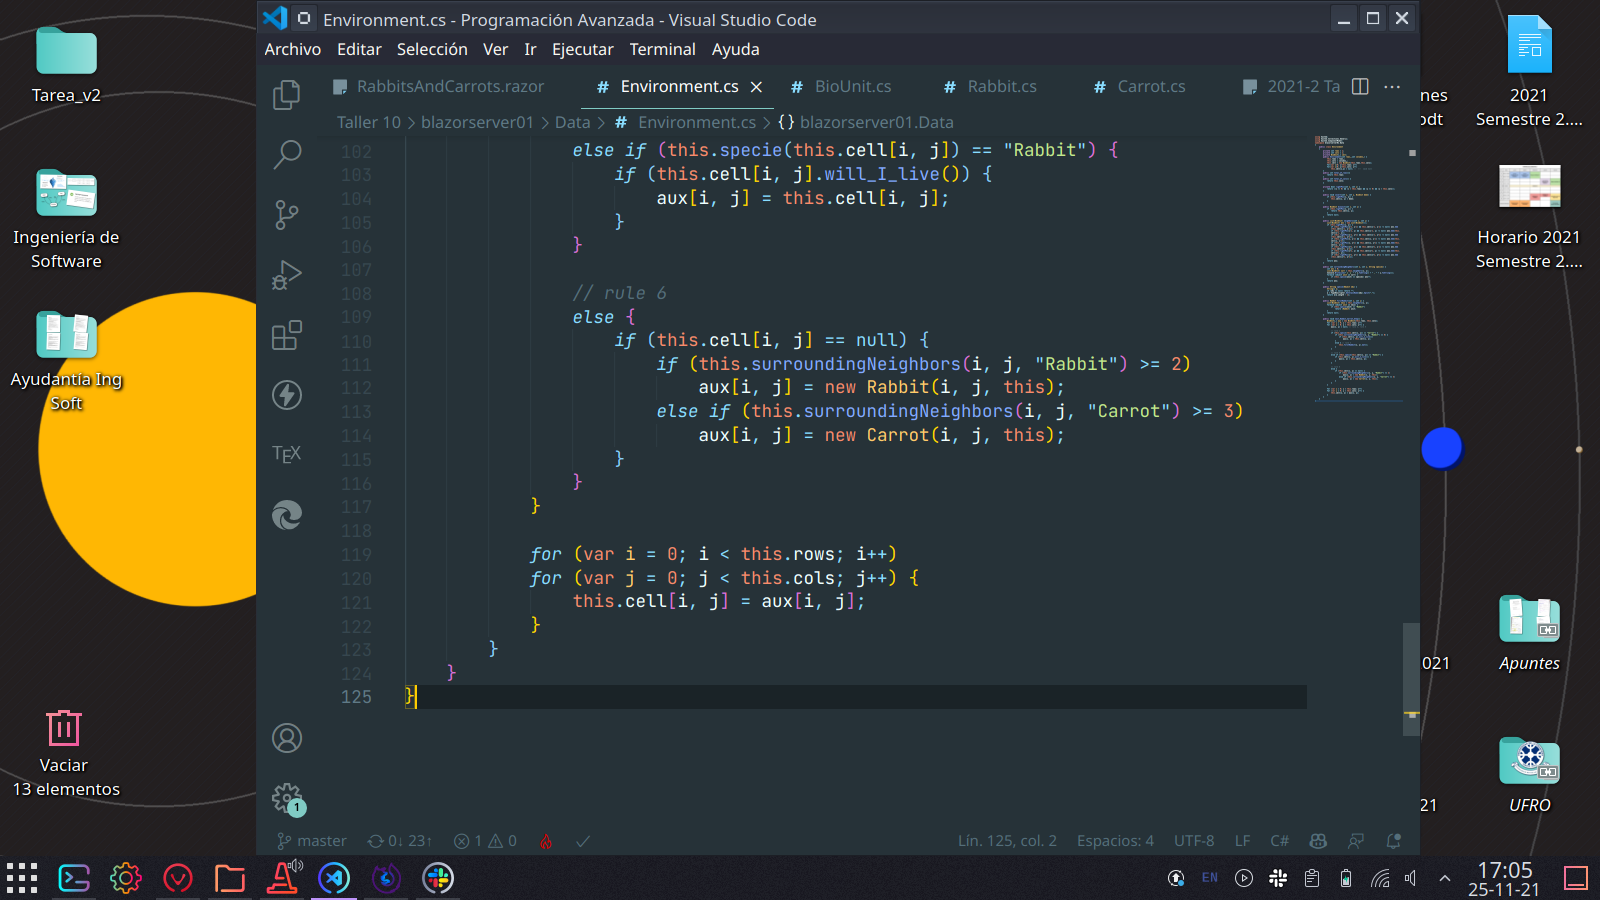 Environment.cs - Programación Avanzada - Visual Studio Code
Archivo Editar Selección Ver Ir Ejecutar Terminal Ayuda
RabbitsAndCarrots.razor # Environment.cs # BioUnit.cs # Rabbit.cs # Carrot.cs 2021-2 Ta
Taller 10 > blazorserver01 > Data > # Environment.cs > {} blazorserver01.Data
102 else if (this.specie(this.cell[i, j]) == "Rabbit") {
103 if (this.cell[i, j].will_I_live()) {
104 aux[i, j] = this.cell[i, j];
105 }
106 }
107
108 // rule 6
109 else {
110 if (this.cell[i, j] == null) {
111 if (this.surroundingNeighbors(i, j, "Rabbit") >= 2)
112 aux[i, j] = new Rabbit(i, j, this);
113 else if (this.surroundingNeighbors(i, j, "Carrot") >= 3)
114 aux[i, j] = new Carrot(i, j, this);
115 }
116 }
117 }
118
119 for (var i = 0; i < this.rows; i++)
120 for (var j = 0; j < this.cols; j++) {
121 this.cell[i, j] = aux[i, j];
122 }
123 }
124 }
125 }
TEX
1
master 0↓ 23↑ 1 0
Lín. 125, col. 2 Espacios: 4 UTF-8 LF C#
Tarea_v2
Ingeniería de
Software
Ayudantía Ing
Soft
Vaciar
13 elementos
nes
odt
2021
Semestre 2....
Horario 2021
Semestre 2....
021
Apuntes
21
UFRO
EN
17:05
25-11-21